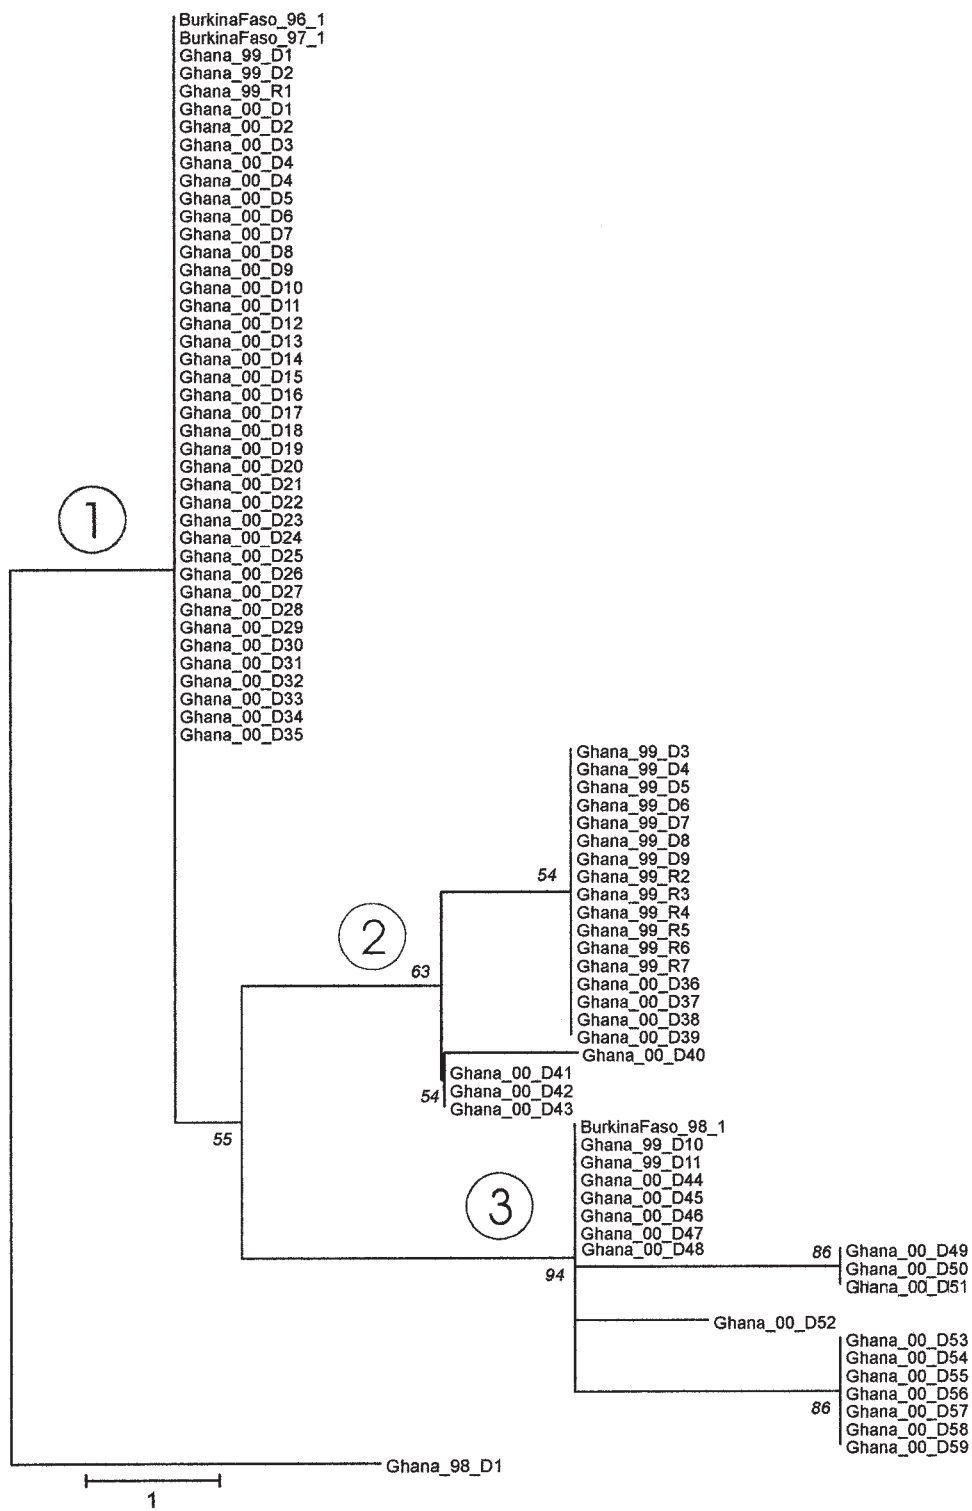 BurkinaFaso_96_1
BurkinaFaso_97_1
Ghana_99_D1
Ghana_99_D2
Ghana_99_R1
Ghana_00_D1
Ghana_00_D2
Ghana_00_D3
Ghana_00_D4
Ghana_00_D4
Ghana_00_D5
Ghana_00_D6
Ghana_00_D7
Ghana_00_D8
Ghana_00_D9
Ghana_00_D10
Ghana_00_D11
Ghana_00_D12
Ghana_00_D13
Ghana_00_D14
Ghana_00_D15
Ghana_00_D16
Ghana_00_D17
Ghana_00_D18
Ghana_00_D19
Ghana_00_D20
Ghana_00_D21
Ghana_00_D22
Ghana_00_D23
Ghana_00_D24
Ghana_00_D25
Ghana_00_D26
Ghana_00_D27
Ghana_00_D28
Ghana_00_D29
Ghana_00_D30
Ghana_00_D31
Ghana_00_D32
Ghana_00_D33
Ghana_00_D34
Ghana_00_D35
1
Ghana_99_D3
Ghana_99_D4
Ghana_99_D5
Ghana_99_D6
Ghana_99_D7
Ghana_99_D8
Ghana_99_D9
Ghana_99_R2
Ghana_99_R3
Ghana_99_R4
Ghana_99_R5
Ghana_99_R6
Ghana_99_R7
Ghana_00_D36
Ghana_00_D37
Ghana_00_D38
Ghana_00_D39
Ghana_00_D40
54
2
63
Ghana_00_D41
Ghana_00_D42
Ghana_00_D43
54
55
BurkinaFaso_98_1
Ghana_99_D10
Ghana_99_D11
Ghana_00_D44
Ghana_00_D45
Ghana_00_D46
Ghana_00_D47
Ghana_00_D48
3
94
86
Ghana_00_D49
Ghana_00_D50
Ghana_00_D51
Ghana_00_D52
Ghana_00_D53
Ghana_00_D54
Ghana_00_D55
Ghana_00_D56
Ghana_00_D57
Ghana_00_D58
Ghana_00_D59
86
Ghana_98_D1
1